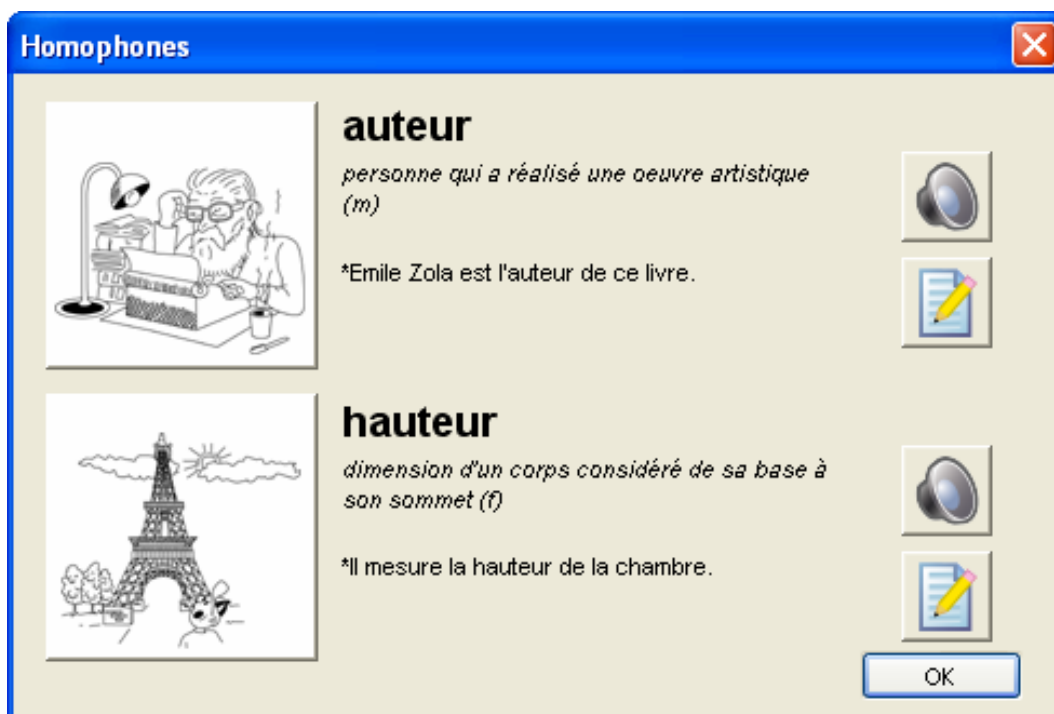 Homophones
auteur
personne qui a réalisé une oeuvre artistique
(m)
*Emile Zola est l'auteur de ce livre.
hauteur
dimension d'un corps considéré de sa base à
son sommet (f)
*Il mesure la hauteur de la chambre.
OK